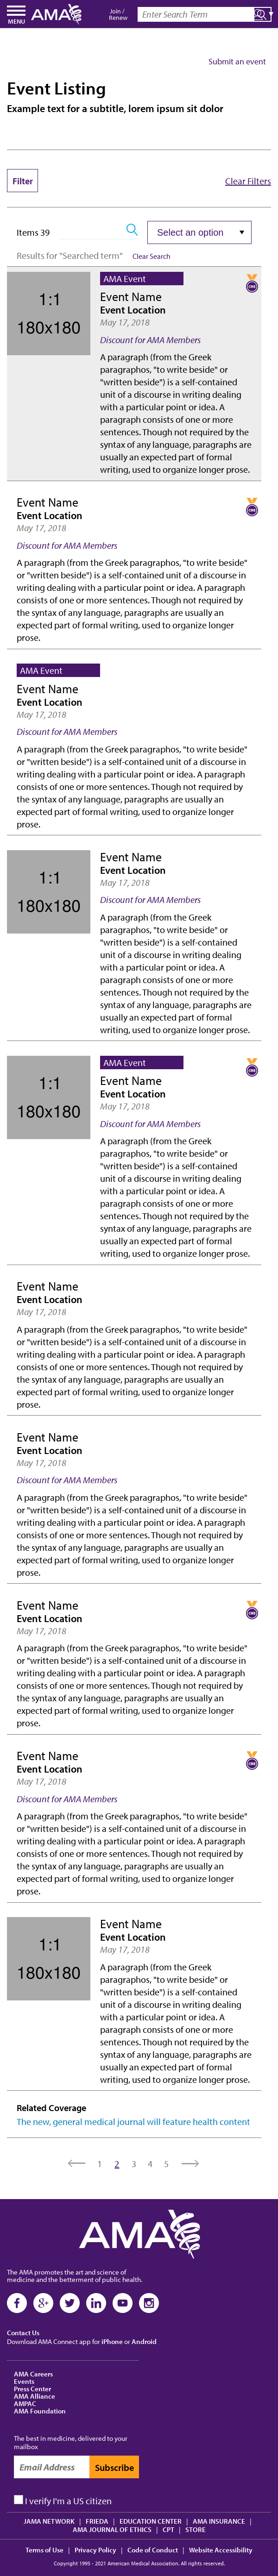 MENU
AMA
Join /
Renew
Enter Search Term
Submit an event
Event Listing
Example text for a subtitle, lorem ipsum sit dolor
Filter
Clear Filters
Items 39
Select an option
Results for "Searched term"
Clear Search
1:1
180x180
AMA Event
Event Name
Event Location
May 17, 2018
Discount for AMA Members
A paragraph (from the Greek
paragraphos, "to write beside" or
"written beside") is a self-contained
unit of a discourse in writing dealing
with a particular point or idea. A
paragraph consists of one or more
sentences. Though not required by the
syntax of any language, paragraphs are
usually an expected part of formal
writing, used to organize longer prose.
CME
Event Name
Event Location
May 17, 2018
Discount for AMA Members
A paragraph (from the Greek paragraphos, "to write beside"
or "written beside") is a self-contained unit of a discourse in
writing dealing with a particular point or idea. A paragraph
consists of one or more sentences. Though not required by
the syntax of any language, paragraphs are usually an
expected part of formal writing, used to organize longer
prose.
CME
AMA Event
Event Name
Event Location
May 17, 2018
Discount for AMA Members
A paragraph (from the Greek paragraphos, "to write beside"
or "written beside") is a self-contained unit of a discourse in
writing dealing with a particular point or idea. A paragraph
consists of one or more sentences. Though not required by
the syntax of any language, paragraphs are usually an
expected part of formal writing, used to organize longer
prose.
1:1
180x180
Event Name
Event Location
May 17, 2018
Discount for AMA Members
A paragraph (from the Greek
paragraphos, "to write beside" or
"written beside") is a self-contained
unit of a discourse in writing dealing
with a particular point or idea. A
paragraph consists of one or more
sentences. Though not required by the
syntax of any language, paragraphs are
usually an expected part of formal
writing, used to organize longer prose.
1:1
180x180
AMA Event
Event Name
Event Location
May 17, 2018
Discount for AMA Members
A paragraph (from the Greek
paragraphos, "to write beside" or
"written beside") is a self-contained
unit of a discourse in writing dealing
with a particular point or idea. A
paragraph consists of one or more
sentences. Though not required by the
syntax of any language, paragraphs are
usually an expected part of formal
writing, used to organize longer prose.
CME
Event Name
Event Location
May 17, 2018
A paragraph (from the Greek paragraphos, "to write beside"
or "written beside") is a self-contained unit of a discourse in
writing dealing with a particular point or idea. A paragraph
consists of one or more sentences. Though not required by
the syntax of any language, paragraphs are usually an
expected part of formal writing, used to organize longer
prose.
Event Name
Event Location
May 17, 2018
Discount for AMA Members
A paragraph (from the Greek paragraphos, "to write beside"
or "written beside") is a self-contained unit of a discourse in
writing dealing with a particular point or idea. A paragraph
consists of one or more sentences. Though not required by
the syntax of any language, paragraphs are usually an
expected part of formal writing, used to organize longer
prose.
Event Name
Event Location
May 17, 2018
A paragraph (from the Greek paragraphos, "to write beside"
or "written beside") is a self-contained unit of a discourse in
writing dealing with a particular point or idea. A paragraph
consists of one or more sentences. Though not required by
the syntax of any language, paragraphs are usually an
expected part of formal writing, used to organize longer
prose.
CME
Event Name
Event Location
May 17, 2018
Discount for AMA Members
A paragraph (from the Greek paragraphos, "to write beside"
or "written beside") is a self-contained unit of a discourse in
writing dealing with a particular point or idea. A paragraph
consists of one or more sentences. Though not required by
the syntax of any language, paragraphs are usually an
expected part of formal writing, used to organize longer
prose.
CME
1:1
180x180
Event Name
Event Location
May 17, 2018
A paragraph (from the Greek
paragraphos, "to write beside" or
"written beside") is a self-contained
unit of a discourse in writing dealing
with a particular point or idea. A
paragraph consists of one or more
sentences. Though not required by the
syntax of any language, paragraphs are
usually an expected part of formal
writing, used to organize longer prose.
Related Coverage
The new, general medical journal will feature health content
1 2 3 4 5
AMA
The AMA promotes the art and science of
medicine and the betterment of public health.
Contact Us
Download AMA Connect app for iPhone or Android
AMA Careers
Events
Press Center
AMA Alliance
AMPAC
AMA Foundation
The best in medicine, delivered to your
mailbox
Email Address
Subscribe
I verify I'm a US citizen
JAMA NETWORK | FRIEDA | EDUCATION CENTER | AMA INSURANCE |
AMA JOURNAL OF ETHICS | CPT | STORE
Terms of Use | Privacy Policy | Code of Conduct | Website Accessibility
Copyright 1995 - 2021 American Medical Association. All rights reserved.